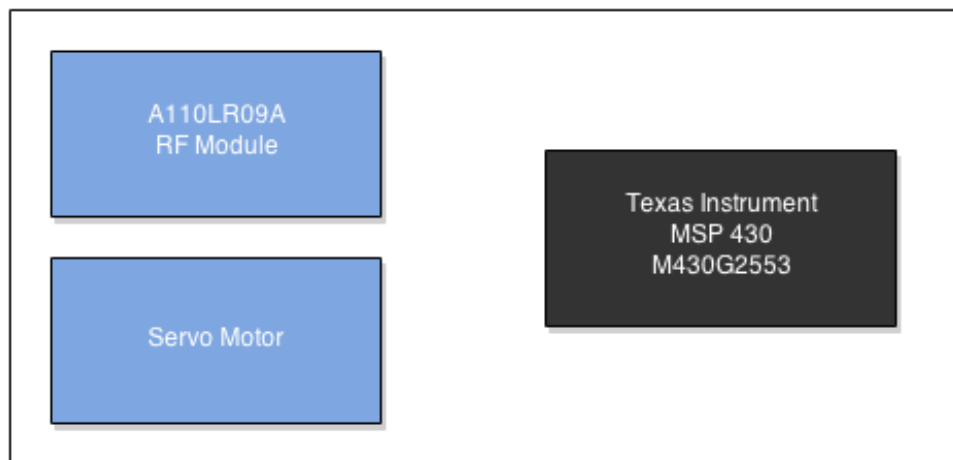 A110LR09A
RF Module
Texas Instrument
MSP 430
M430G2553
Servo Motor